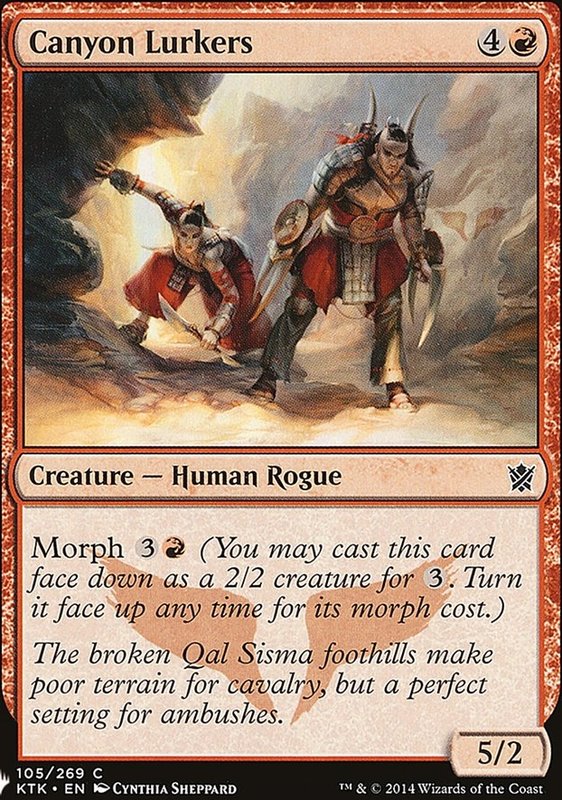 Canyon Lurkers 4
Creature — Human Rogue
Morph 3 (You may cast this card
face down as a 2/2 creature for 3. Turn
it face up any time for its morph cost.)
The broken Qal Sisma foothills make
poor terrain for cavalry, but a perfect
setting for ambushes.
5/2
105/269 C
KTK • EN Cynthia Sheppard
™ & © 2014 Wizards of the Coast